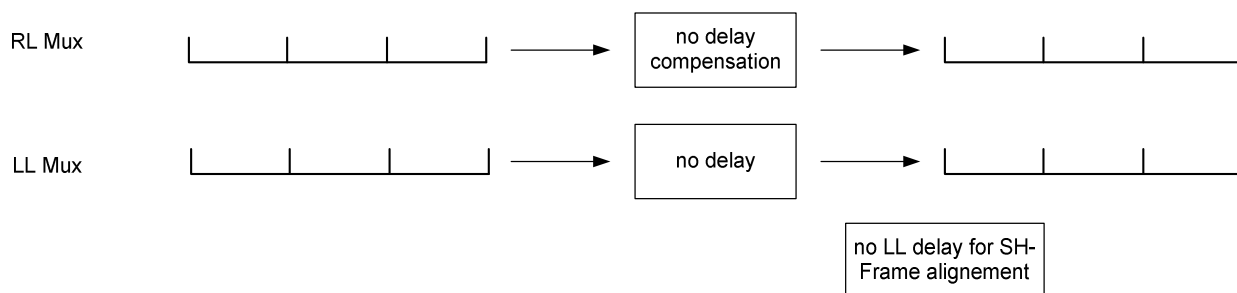 RL Mux
no delay
compensation
LL Mux
no delay
no LL delay for SH-
Frame alignement